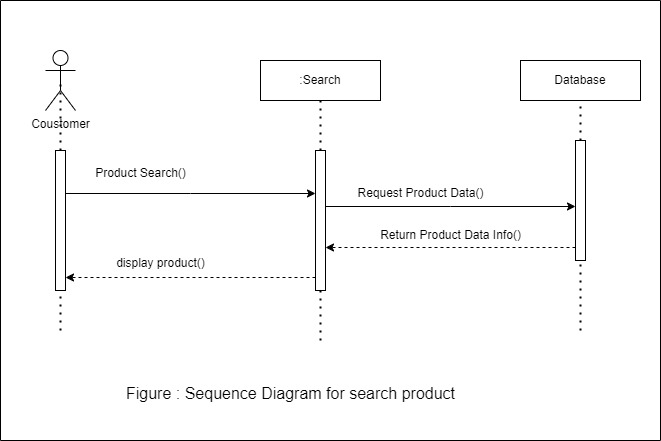 :Search
Database
Coustomer
Product Search()
Request Product Data()
Return Product Data Info()
display product()
Figure : Sequence Diagram for search product